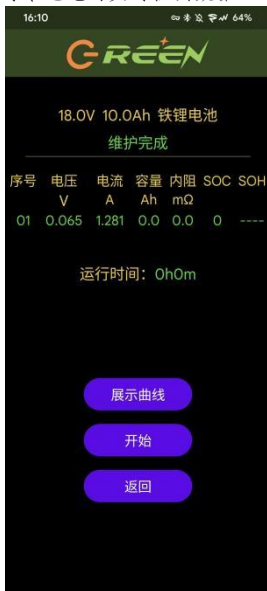 16:10 64%
GREEN
18.0V 10.0Ah 铁锂电池
维护完成
序号 电压 电流 容量 内阻 SOC SOH
V A Ah mΩ
01 0.065 1.281 0.0 0.0 0 ----
运行时间：0h0m
展示曲线
开始
返回